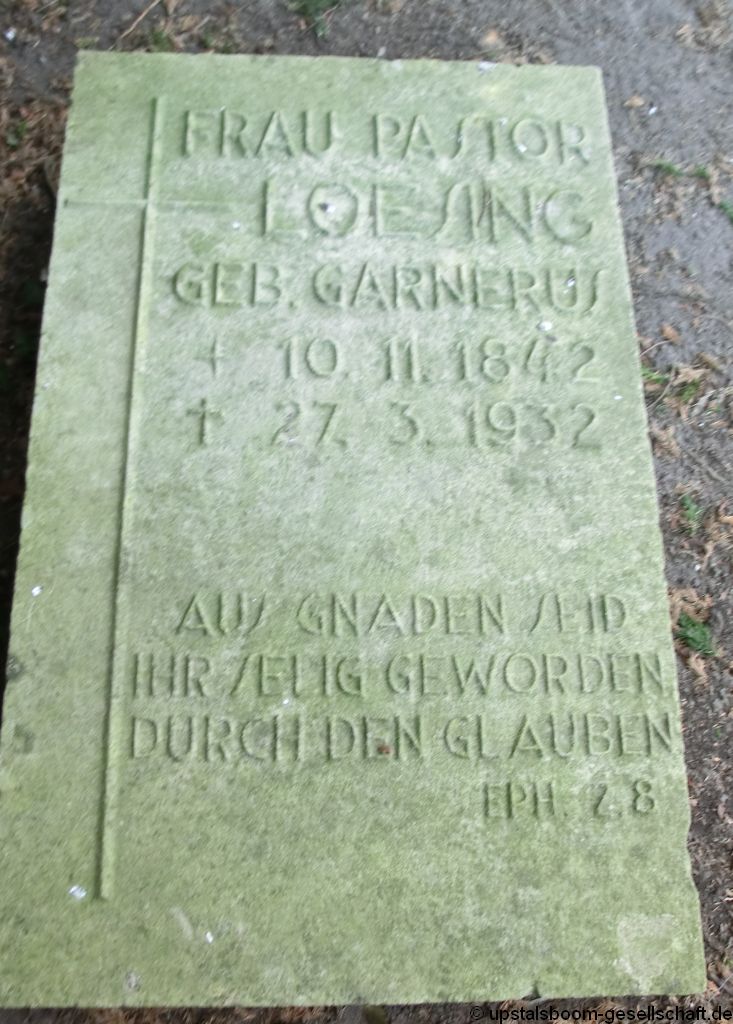 FRAU PASTOR
LOESING
GEB. GARNERUS
+ 10. 11. 1842
† 27. 3. 1932
AUS GNADEN SEID
IHR SELIG GEWORDEN
DURCH DEN GLAUBEN
EPH. 2,8
© upstalsboom-gesellschaft.de